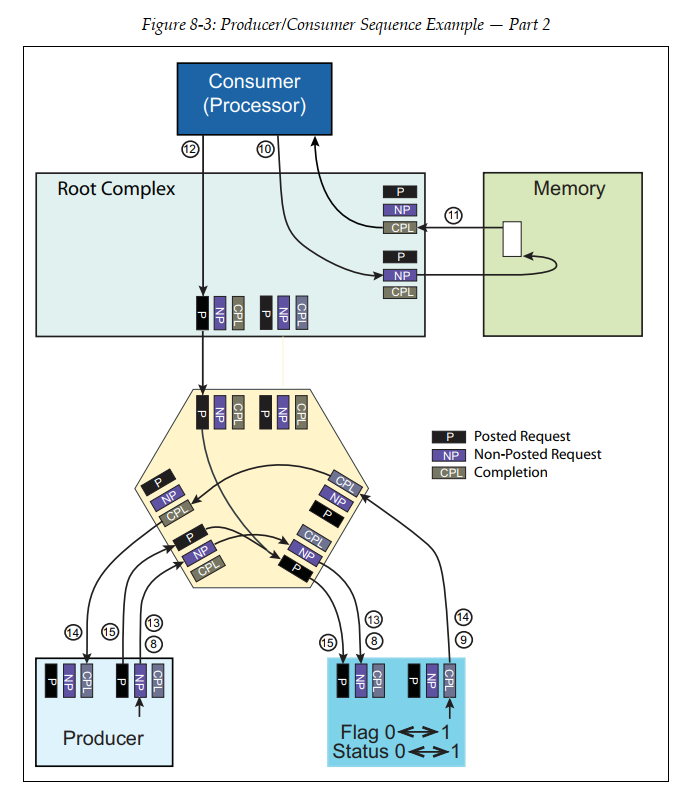 Figure 8-3: Producer/Consumer Sequence Example — Part 2
Consumer
(Processor)
12
10
Root Complex
P
NP
CPL
11
Memory
P
NP
CPL
P
NP
CPL
P
NP
CPL
P
NP
CPL
P
NP
CPL
P Posted Request
NP Non-Posted Request
CPL Completion
P
NP
CPL
CPL
NP
P
P
NP
CPL
CPL
NP
P
14
15
13
8
15
13
8
14
9
P
NP
CPL
P
NP
CPL
P
NP
CPL
P
NP
CPL
Producer
Flag 0 1
Status 0 1